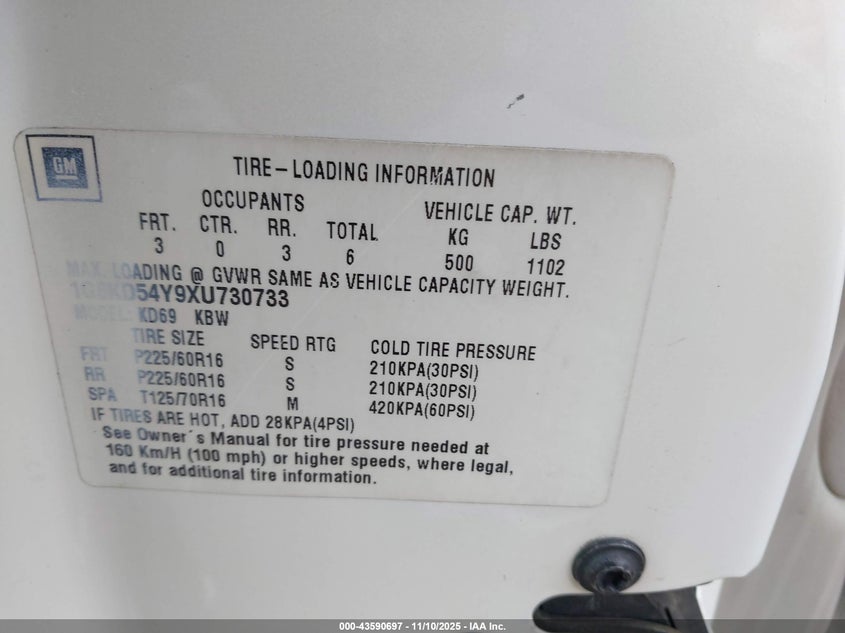 GM
TIRE-LOADING INFORMATION
OCCUPANTS VEHICLE CAP. WT.
FRT. CTR. RR. TOTAL KG LBS
3 0 3 6 500 1102
MAX. LOADING @ GVWR SAME AS VEHICLE CAPACITY WEIGHT.
1G6KD54Y9XU730733
MODEL: KD69 KBW
TIRE SIZE SPEED RTG COLD TIRE PRESSURE
FRT P225/60R16 S 210KPA(30PSI)
RR P225/60R16 S 210KPA(30PSI)
SPA T125/70R16 M 420KPA(60PSI)
IF TIRES ARE HOT, ADD 28KPA(4PSI)
See Owner´s Manual for tire pressure needed at
160 Km/H (100 mph) or higher speeds, where legal,
and for additional tire information.
000-43590697 - 11/10/2025 - IAA Inc.